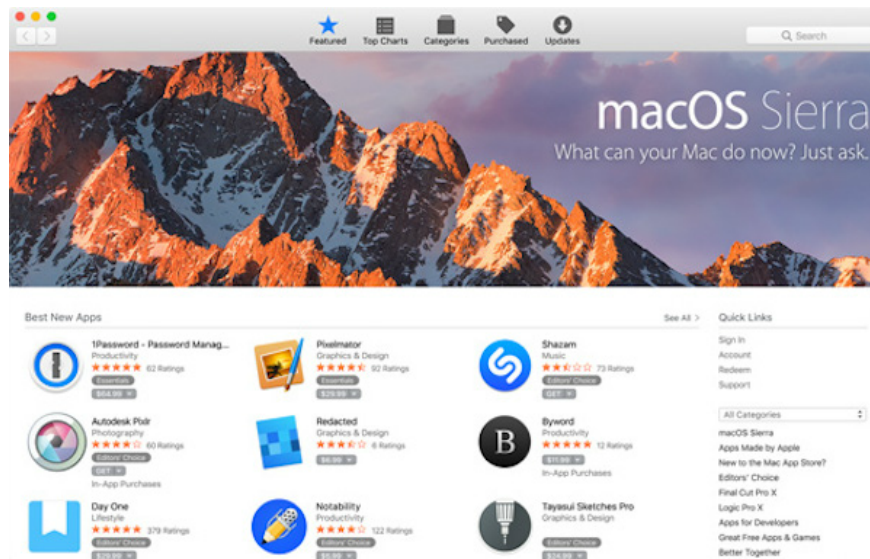 Featured Top Charts Categories Purchased Updates
Search
macOS Sierra
What can your Mac do now? Just ask.
Best New Apps
See All >
1Password - Password Manag...
Productivity
62 Ratings
Essentials
$64.99
Pixelmator
Graphics & Design
92 Ratings
Essentials
$29.99
Shazam
Music
73 Ratings
Editors' Choice
GET
Autodesk Pixlr
Photography
60 Ratings
Editors' Choice
GET
In-App Purchases
Redacted
Graphics & Design
6 Ratings
Byword
B
Productivity
12 Ratings
$11.99
In-App Purchases
Day One
Lifestyle
379 Ratings
Editors' Choice
$29.99
Notability
Productivity
122 Ratings
Editors' Choice
Tayasui Sketches Pro
Graphics & Design
Editors' Choice
Quick Links
Sign In
Account
Redeem
Support
All Categories
macOS Sierra
Apps Made by Apple
New to the Mac App Store?
Editors' Choice
Final Cut Pro X
Logic Pro X
Apps for Developers
Great Free Apps & Games
Better Together